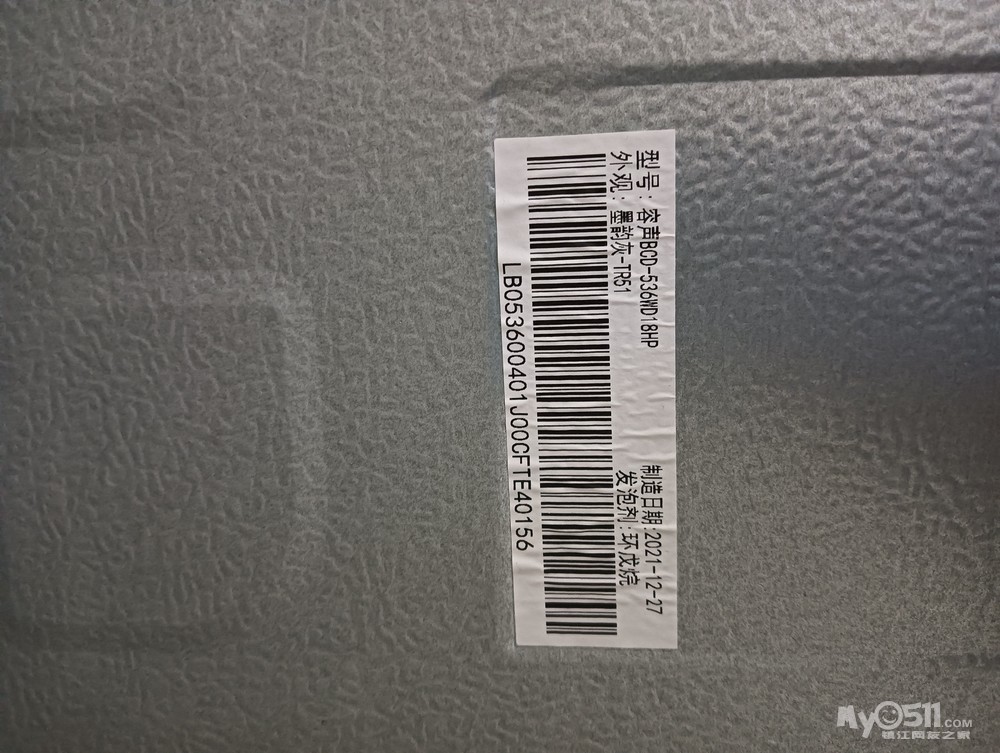 型号:容声BCD-536WD18HP
制造日期:2021-12-27
外观:墨韵灰-TR51
发泡剂:环戊烷
LB053600401J00CFTE40156
My0511.COM
镇江网友之家